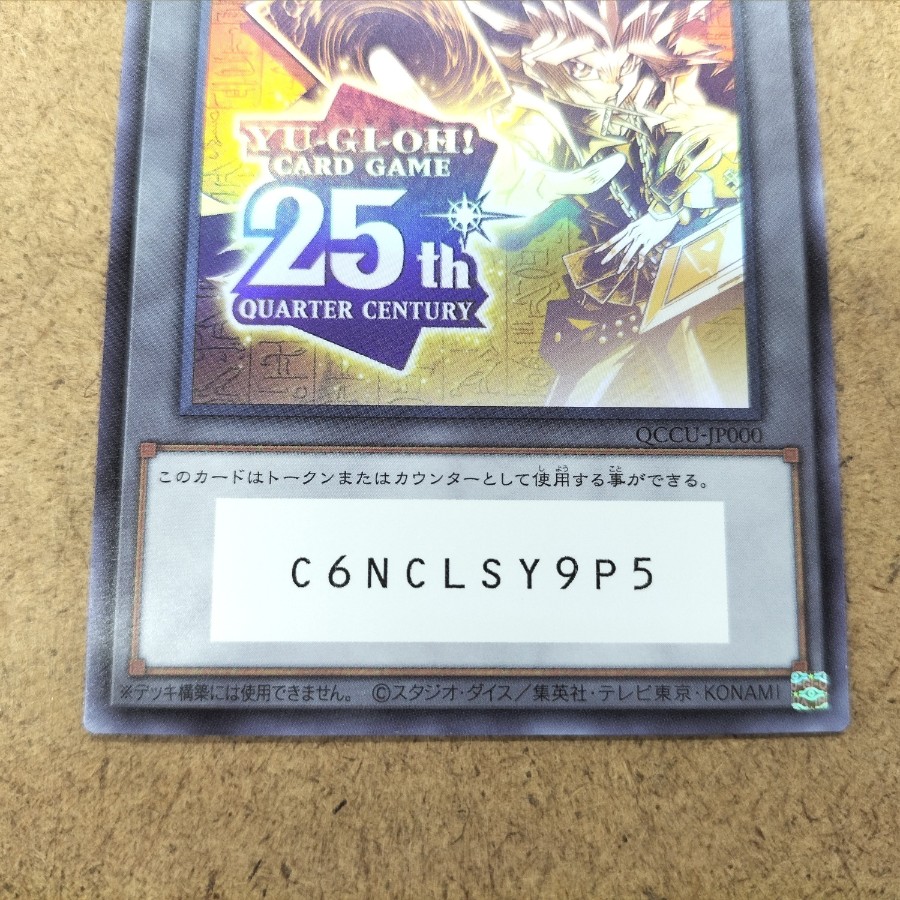 YU-GI-OH!
CARD GAME
25th
QUARTER CENTURY
QCCU-JP000
このカードはトークンまたはカウンターとして使用する事ができる。
C6NCLSY9P5
※デッキ構築には使用できません。 ©スタジオ・ダイス／集英社・テレビ東京・KONAMI